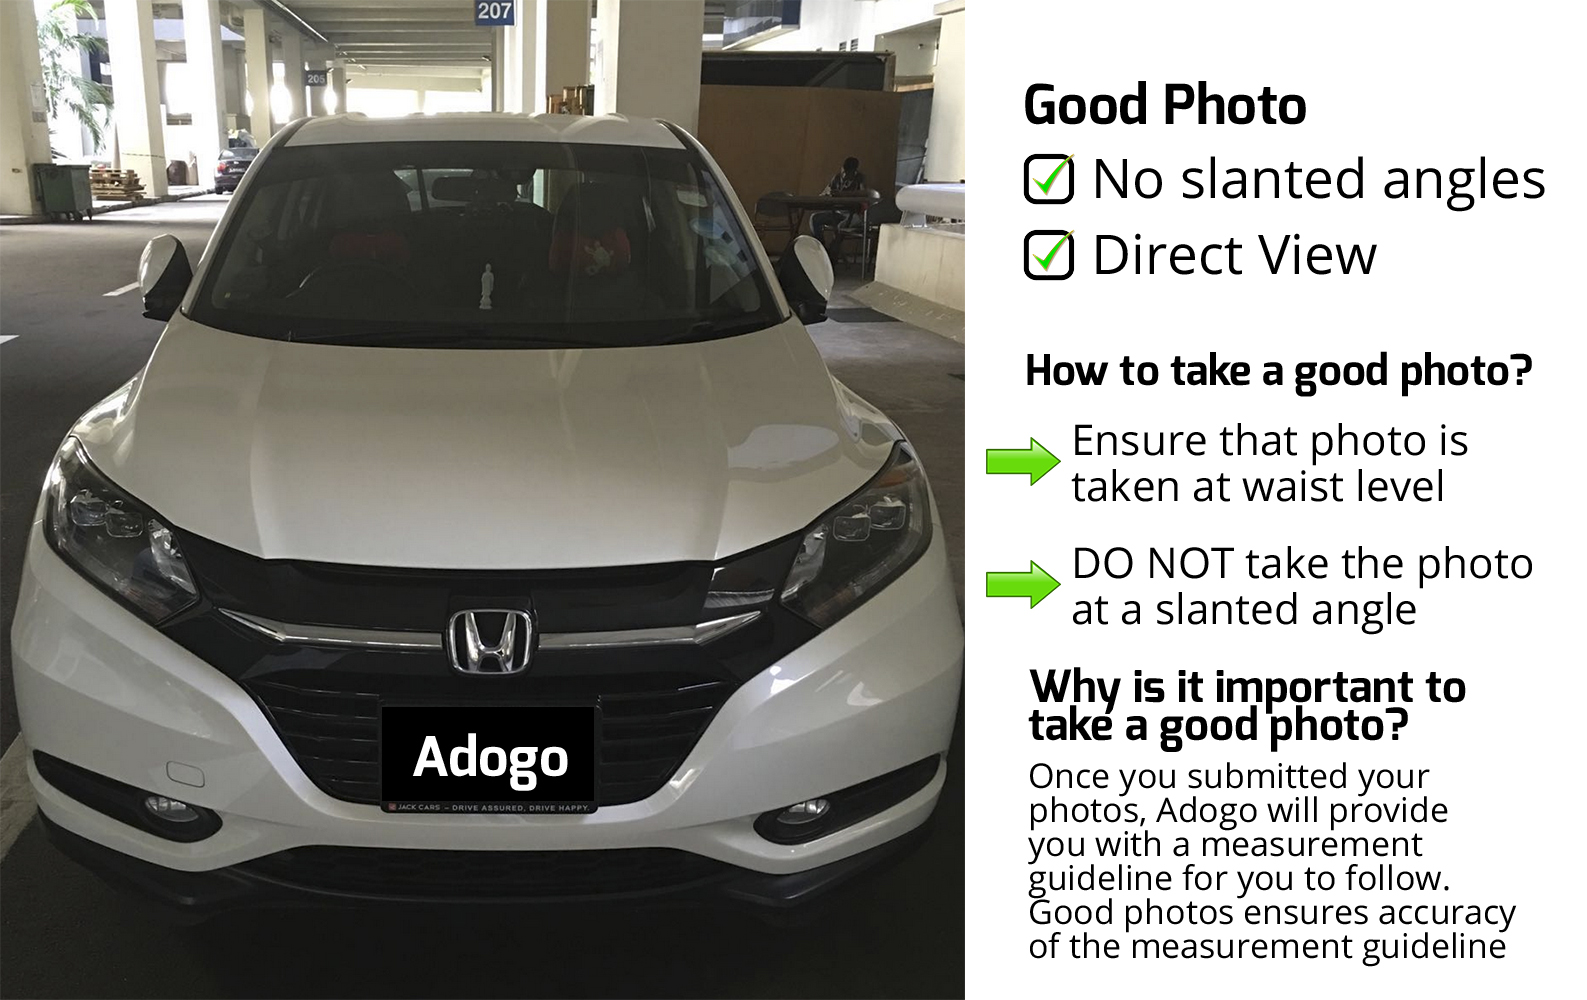 207
205
Adogo
JACK CARS – DRIVE ASSURED, DRIVE HAPPY.
Good Photo
No slanted angles
Direct View
How to take a good photo?
Ensure that photo is
taken at waist level
DO NOT take the photo
at a slanted angle
Why is it important to
take a good photo?
Once you submitted your
photos, Adogo will provide
you with a measurement
guideline for you to follow.
Good photos ensures accuracy
of the measurement guideline